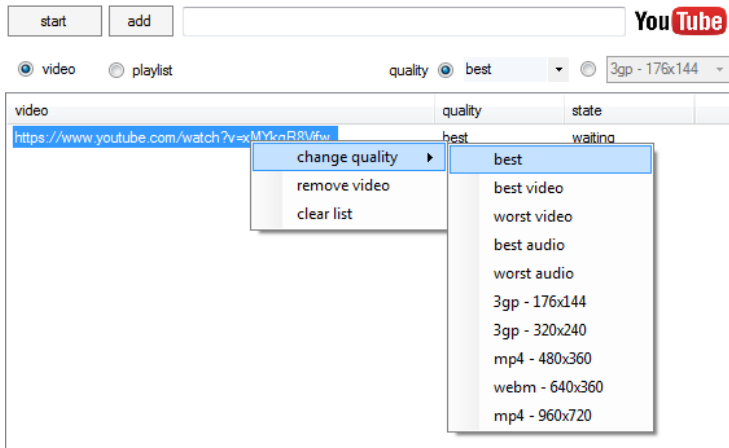 start add YouTube
video playlist quality best 3gp - 176x144
video quality state
best waiting
change quality best
remove video best video
clear list worst video
best audio
worst audio
3gp - 176x144
3gp - 320x240
mp4 - 480x360
webm - 640x360
mp4 - 960x720